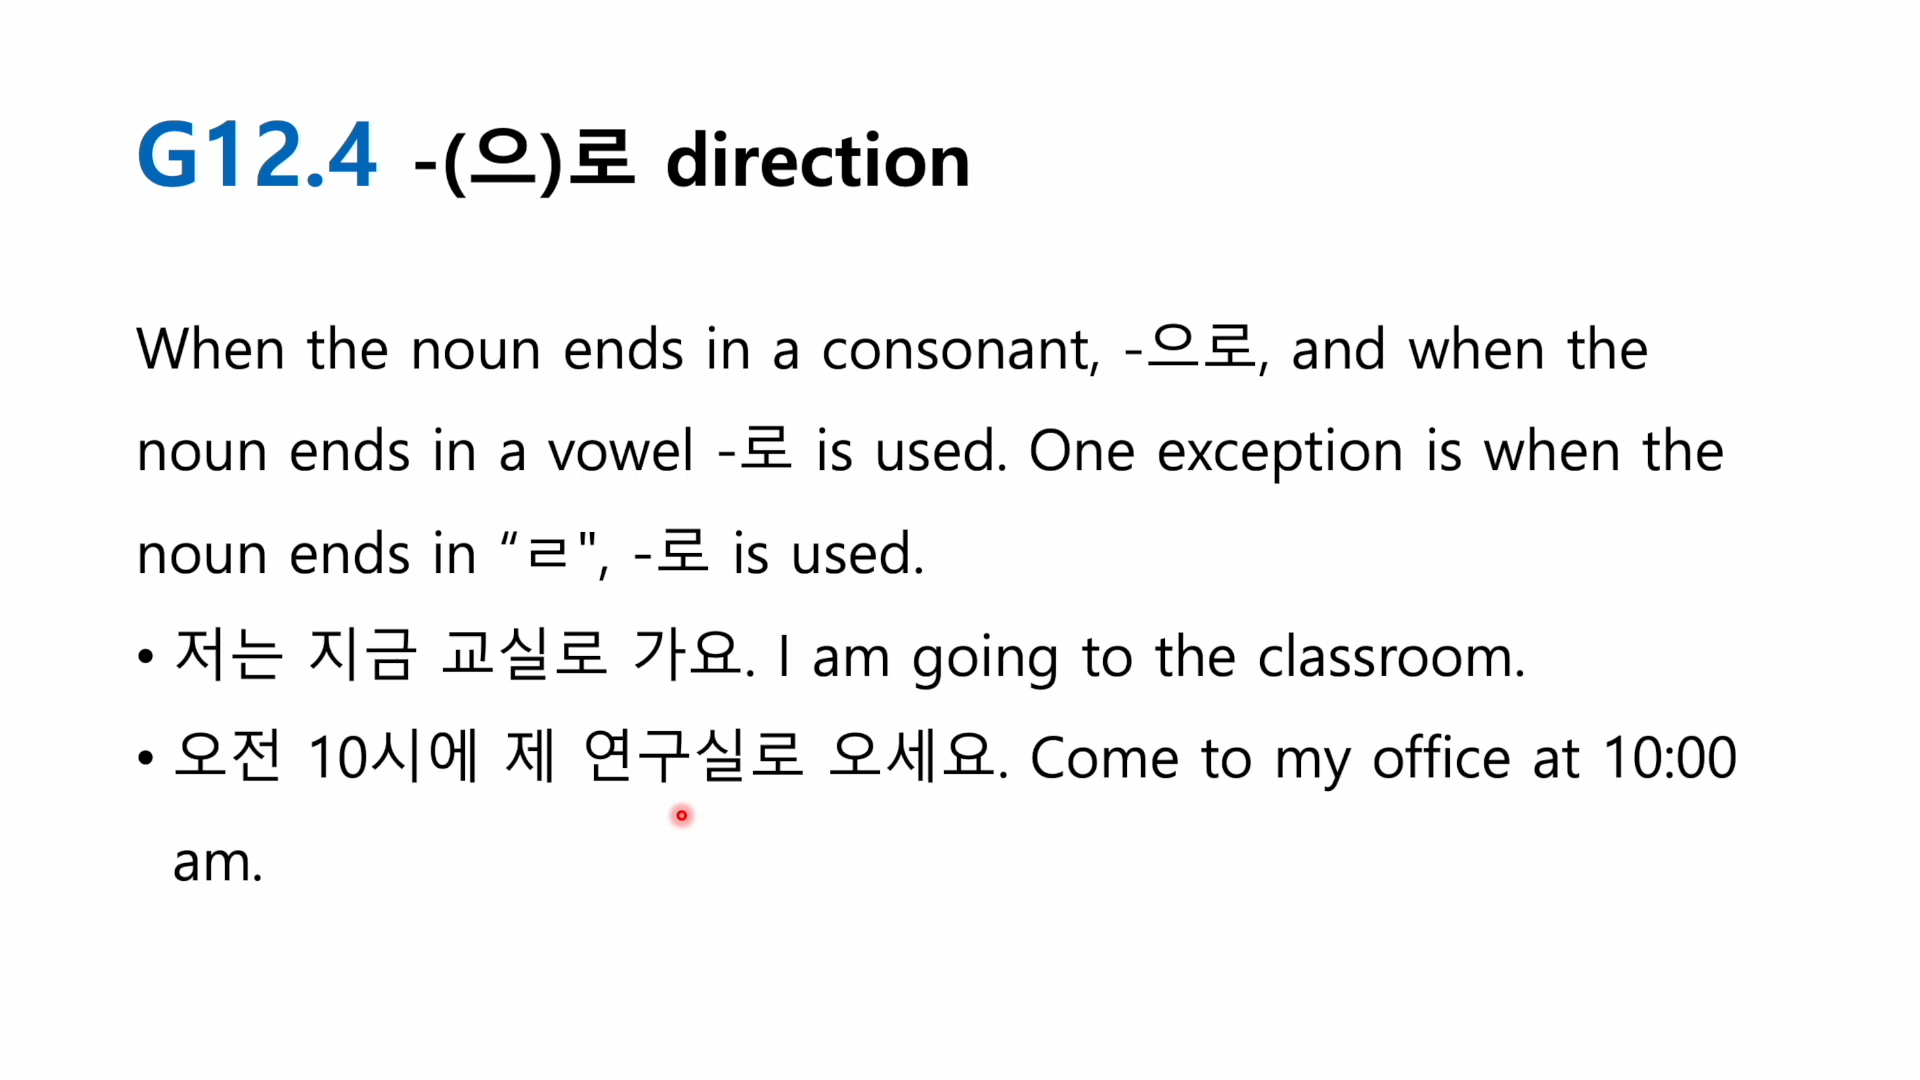 G12.4 -(으)로 direction
When the noun ends in a consonant, -으로, and when the
noun ends in a vowel -로 is used. One exception is when the
noun ends in “ㄹ", -로 is used.
• 저는 지금 교실로 가요. I am going to the classroom.
• 오전 10시에 제 연구실로 오세요. Come to my office at 10:00
am.